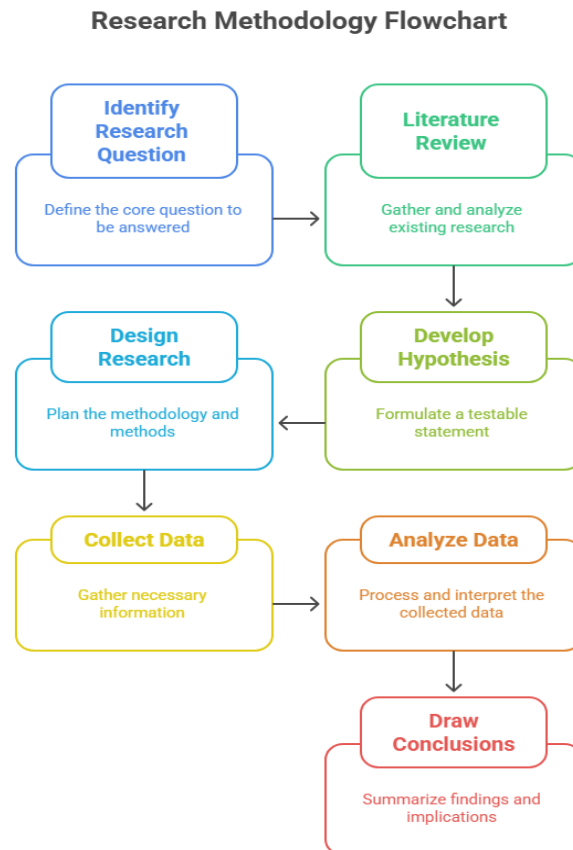 Research Methodology Flowchart
Identify
Research
Question
Define the core question to
be answered
Literature
Review
Gather and analyze
existing research
Develop
Hypothesis
Formulate a testable
statement
Design
Research
Plan the methodology and
methods
Collect Data
Gather necessary
information
Analyze Data
Process and interpret the
collected data
Draw
Conclusions
Summarize findings and
implications